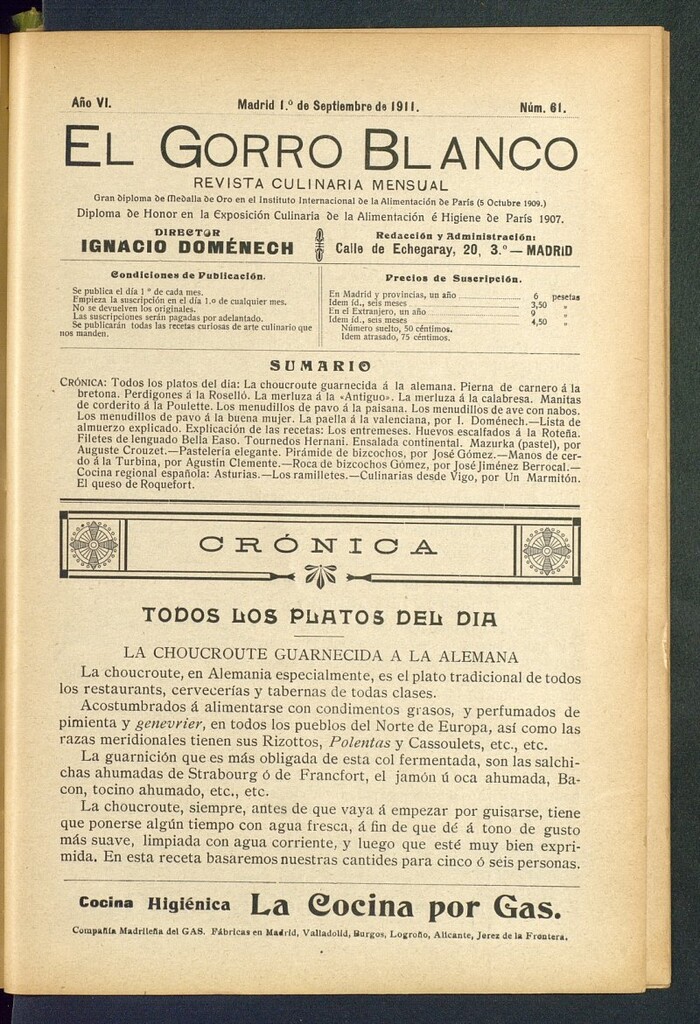 Año VI.
Madrid 1.º de Septiembre de 1911.
Núm. 61.
EL GORRO BLANCO
REVISTA CULINARIA MENSUAL
Gran diploma de Medalla de Oro en el Instituto Internacional de la Alimentación de París (5 Octubre 1909.)
Diploma de Honor en la Exposición Culinaria de la Alimentación é Higiene de París 1907.
DIRECTOR
IGNACIO DOMÉNECH
Redacción y Administración:
Calle de Echegaray, 20, 3.º — MADRID
Condiciones de Publicación.
Se publica el día 1 º de cada mes.
Empieza la suscripción en el día 1.º de cualquier mes.
No se devuelven los originales.
Las suscripciones serán pagadas por adelantado.
Se publicarán todas las recetas curiosas de arte culinario que
nos manden.
Precios de Suscripción.
En Madrid y provincias, un año 6 pesetas
Idem íd., seis meses 3,50 „
En el Extranjero, un año 9 „
Idem íd., seis meses 4,50 „
Número suelto, 50 céntimos.
Idem atrasado, 75 céntimos.
SUMARIO
CRÓNICA: Todos los platos del día: La choucroute guarnecida á la alemana. Pierna de carnero á la
bretona. Perdigones á la Roselló. La merluza á la «Antiguo». La merluza á la calabresa. Manitas
de corderito á la Poulette. Los menudillos de pavo á la paisana. Los menudillos de ave con nabos.
Los menudillos de pavo á la buena mujer. La paella á la valenciana, por I. Doménech.—Lista de
almuerzo explicado. Explicación de las recetas: Los entremeses. Huevos escalfados á la Roteña.
Filetes de lenguado Bella Easo. Tournedos Hernani. Ensalada continental. Mazurka (pastel), por
Auguste Crouzet.—Pastelería elegante. Pirámide de bizcochos, por José Gómez.—Manos de cer-
do á la Turbina, por Agustín Clemente.—Roca de bizcochos Gómez, por José Jiménez Berrocal.—
Cocina regional española: Asturias.—Los ramilletes.—Culinarias desde Vigo, por Un Marmitón.
El queso de Roquefort.
CRÓNICA
TODOS LOS PLATOS DEL DIA
LA CHOUCROUTE GUARNECIDA A LA ALEMANA
La choucroute, en Alemania especialmente, es el plato tradicional de todos
los restaurants, cervecerías y tabernas de todas clases.
Acostumbrados á alimentarse con condimentos grasos, y perfumados de
pimienta y genevrier, en todos los pueblos del Norte de Europa, así como las
razas meridionales tienen sus Rizottos, Polentas y Cassoulets, etc., etc.
La guarnición que es más obligada de esta col fermentada, son las salchi-
chas ahumadas de Strabourg ó de Francfort, el jamón ú oca ahumada, Ba-
con, tocino ahumado, etc., etc.
La choucroute, siempre, antes de que vaya á empezar por guisarse, tiene
que ponerse algún tiempo con agua fresca, á fin de que dé á tono de gusto
más suave, limpiada con agua corriente, y luego que esté muy bien expri-
mida. En esta receta basaremos nuestras cantides para cinco ó seis personas.
Cocina Higiénica La Cocina por Gas.
Compañía Madrileña del GAS. Fábricas en Madrid, Valladolid, Burgos, Logroño, Alicante, Jerez de la Frontera.